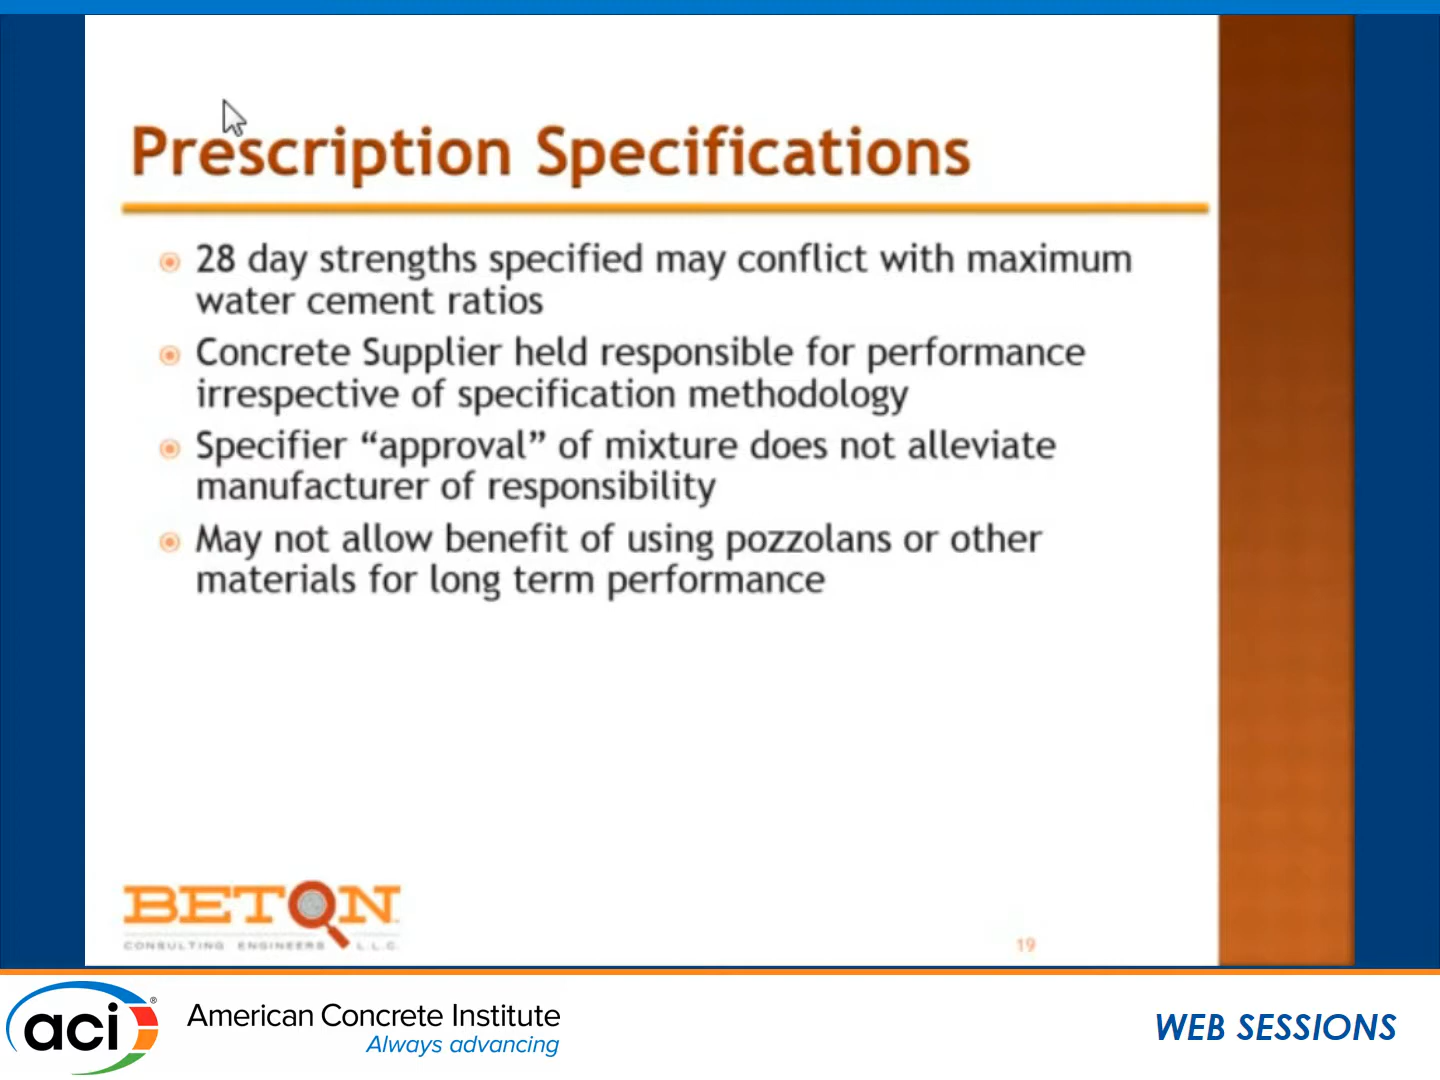 Prescription Specifications
28 day strengths specified may conflict with maximum
water cement ratios
Concrete Supplier held responsible for performance
irrespective of specification methodology
Specifier “approval” of mixture does not alleviate
manufacturer of responsibility
May not allow benefit of using pozzolans or other
materials for long term performance
BETON
CONSULTING ENGINEERS L.L.C.
19
aci®
American Concrete Institute
Always advancing
WEB SESSIONS